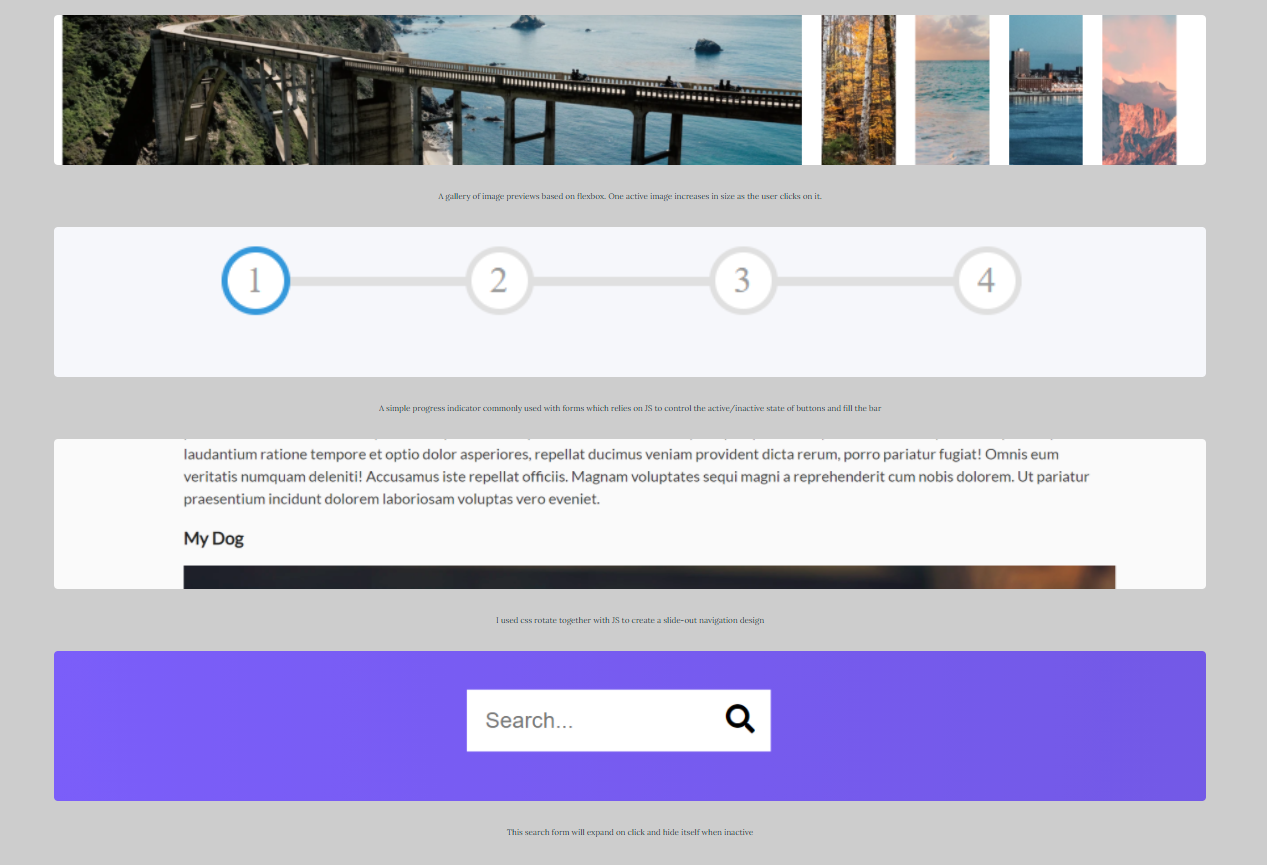 A gallery of image previews based on flexbox. One active image increases in size as the user clicks on it.
1 2 3 4
A simple progress indicator commonly used with forms which relies on JS to control the active/inactive state of buttons and fill the bar
laudantium ratione tempore et optio dolor asperiores, repellat ducimus veniam provident dicta rerum, porro pariatur fugiat! Omnis eum
veritatis numquam deleniti! Accusamus iste repellat officiis. Magnam voluptates sequi magni a reprehenderit cum nobis dolorem. Ut pariatur
praesentium incidunt dolorem laboriosam voluptas vero eveniet.
My Dog
I used css rotate together with JS to create a slide-out navigation design
Search...
This search form will expand on click and hide itself when inactive